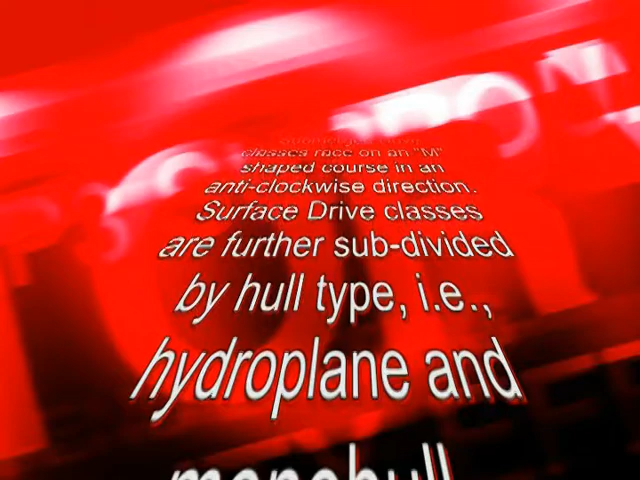 classes race on an "M"
shaped course in an
anti-clockwise direction.
Surface Drive classes
are further sub-divided
by hull type, i.e.,
hydroplane and
monohull.